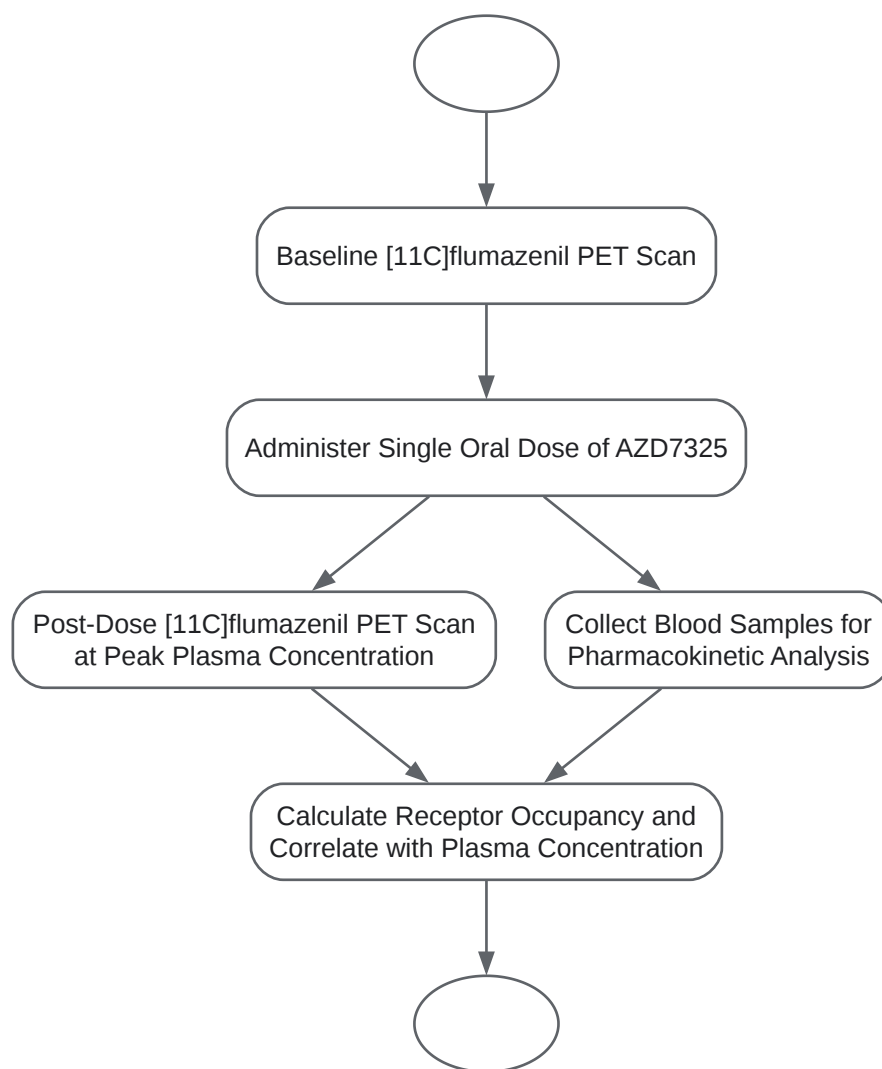 Baseline [11C]flumazenil PET Scan
Administer Single Oral Dose of AZD7325
Post-Dose [11C]flumazenil PET Scan
at Peak Plasma Concentration
Collect Blood Samples for
Pharmacokinetic Analysis
Calculate Receptor Occupancy and
Correlate with Plasma Concentration